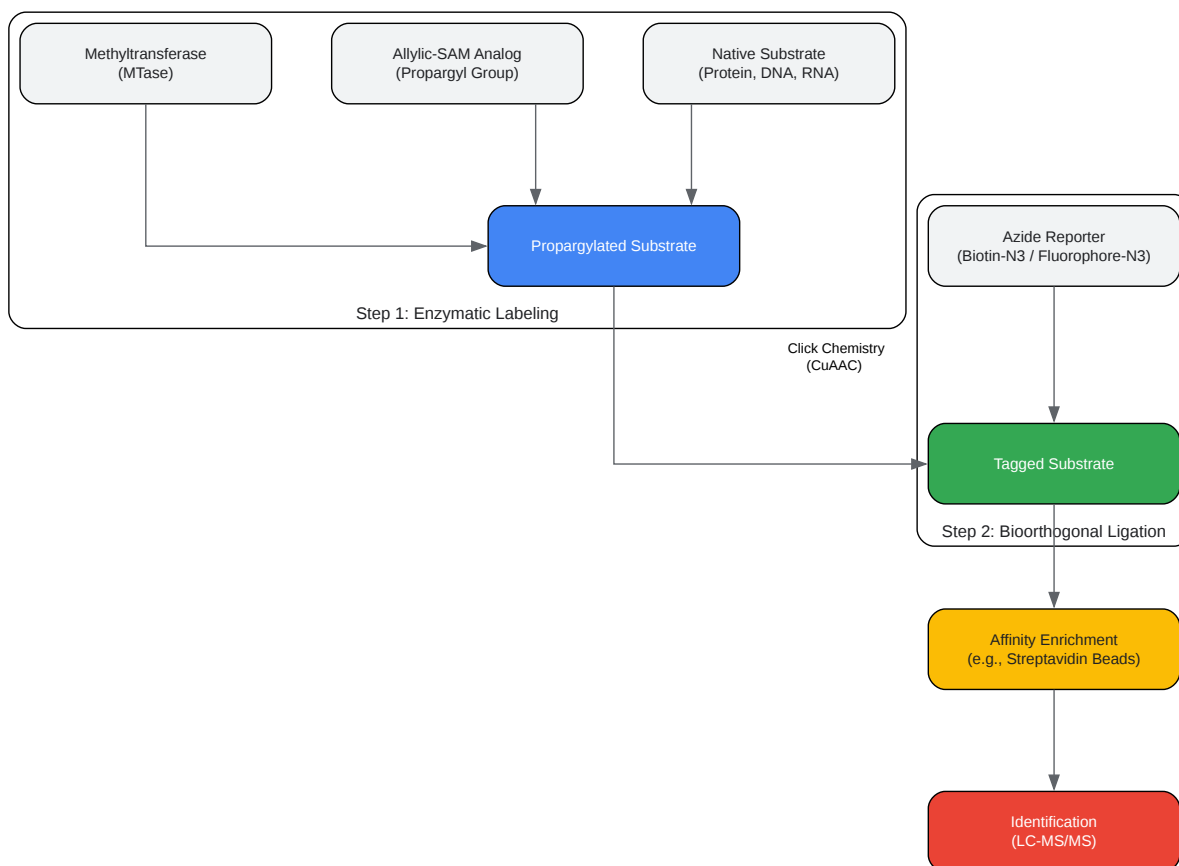 Methyltransferase
(MTase)
Allylic-SAM Analog
(Propargyl Group)
Native Substrate
(Protein, DNA, RNA)
Propargylated Substrate
Step 1: Enzymatic Labeling
Azide Reporter
(Biotin-N3 / Fluorophore-N3)
Click Chemistry
(CuAAC)
Tagged Substrate
Step 2: Bioorthogonal Ligation
Affinity Enrichment
(e.g., Streptavidin Beads)
Identification
(LC-MS/MS)